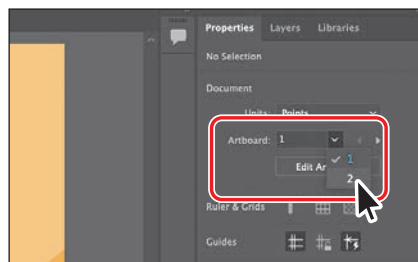 Properties Layers Libraries
No Selection
Document
Units: Points
Artboard: 1
1
Edit Ar
2
Ruler & Grids
Guides